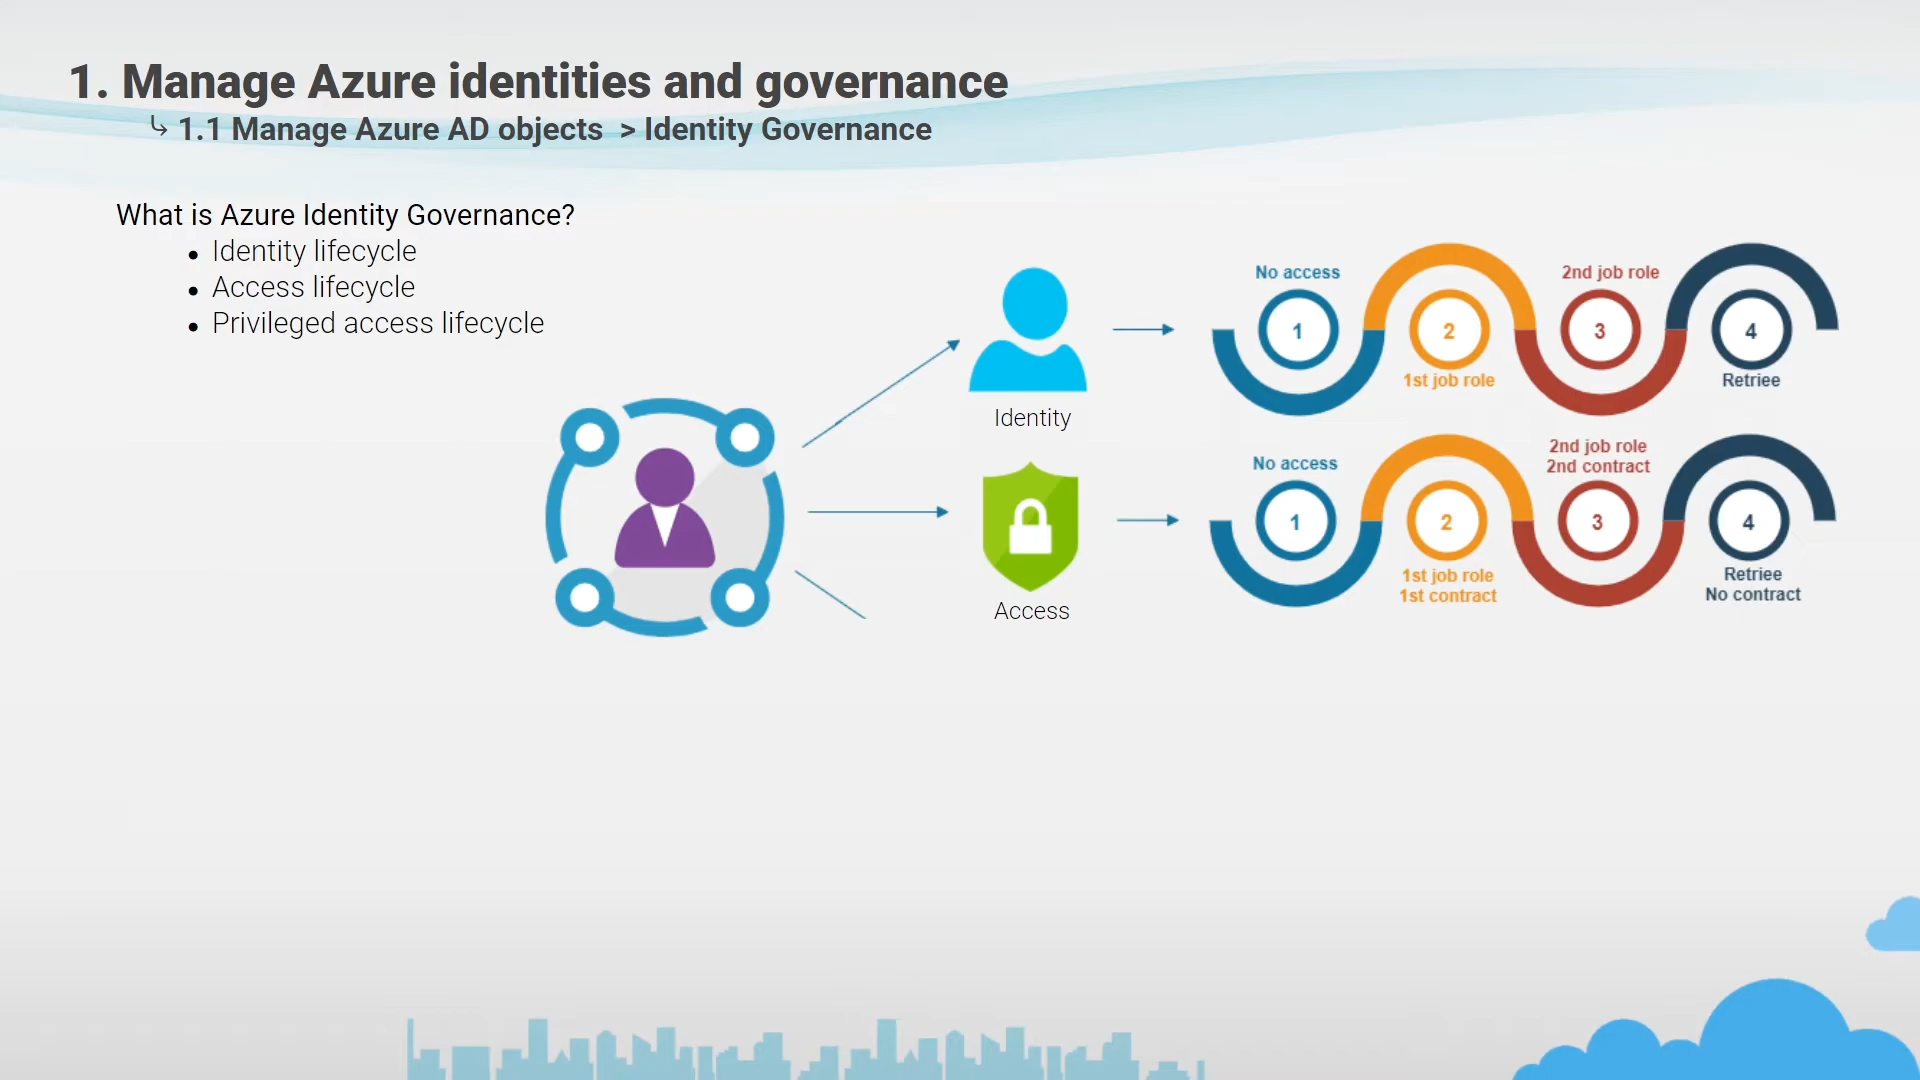 1. Manage Azure identities and governance
1.1 Manage Azure AD objects > Identity Governance
What is Azure Identity Governance?
• Identity lifecycle
• Access lifecycle
• Privileged access lifecycle
Identity
No access
1
2
1st job role
2nd job role
3
4
Retriee
Access
No access
1
2
1st job role
1st contract
2nd job role
2nd contract
3
4
Retriee
No contract